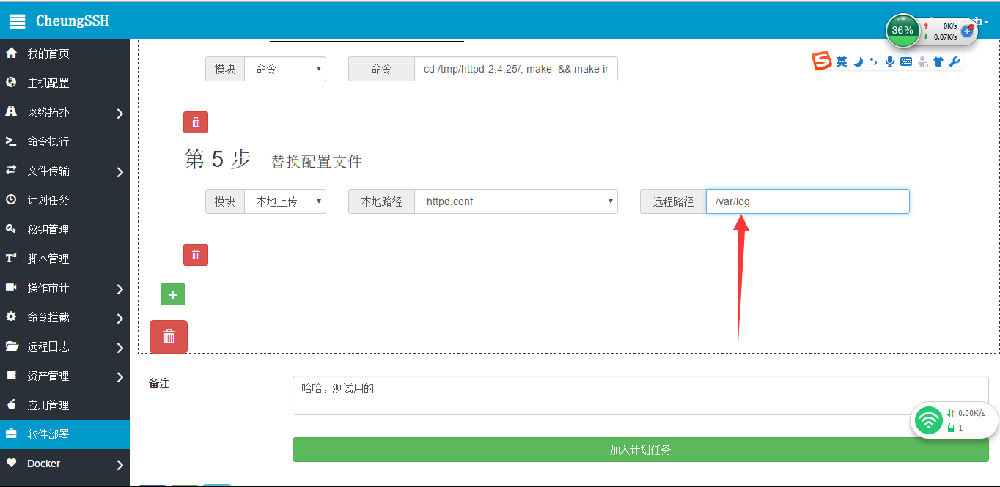 CheungSSH
h
36%
0K/s
0.07K/s
英
我的首页
主机配置
网络拓扑
命令执行
文件传输
计划任务
秘钥管理
脚本管理
操作审计
命令拦截
远程日志
资产管理
应用管理
软件部署
Docker
模块 命令 命令 cd /tmp/httpd-2.4.25/; make && make ir
第 5 步 替换配置文件
模块 本地上传 本地路径 httpd.conf 远程路径 /var/log
备注 哈哈，测试用的
0.00K/s
1
加入计划任务